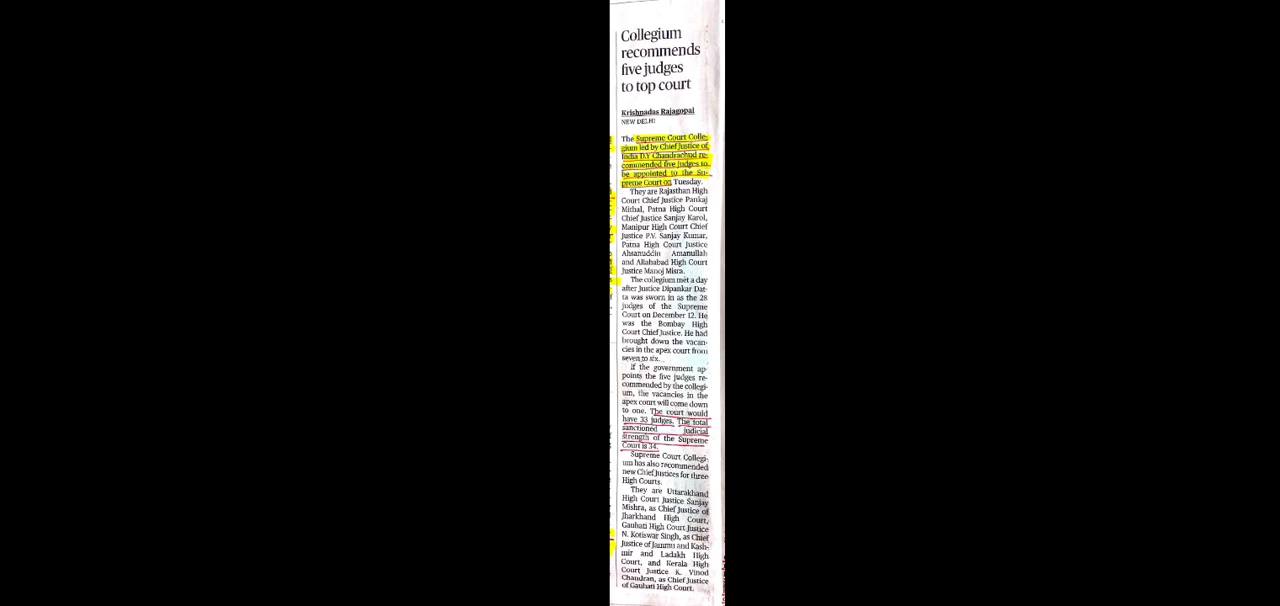 Collegium
recommends
five judges
to top court
Krishnadas Rajagopal
NEW DELHI
The Supreme Court Colle-
gium led by Chief Justice of
India D.Y Chandrachud re-
commended five judges to
be appointed to the Su-
preme Court on Tuesday.
They are Rajasthan High
Court Chief Justice Pankaj
Mithal, Patna High Court
Chief Justice Sanjay Karol,
Manipur High Court Chief
Justice P.V. Sanjay Kumar,
Patna High Court Justice
Ahsanuddin Amanullah
and Allahabad High Court
Justice Manoj Misra.
The collegium met a day
after Justice Dipankar Dat-
ta was sworn in as the 28
judges of the Supreme
Court on December 12. He
was the Bombay High
Court Chief Justice. He had
brought down the vacan-
cies in the apex court from
seven to six.
If the government ap-
points the five judges re-
commended by the collegi-
um, the vacancies in the
apex court will come down
to one. The court would
have 33 judges. The total
sanctioned judicial
strength of the Supreme
Court is 34.
Supreme Court Collegi-
um has also recommended
new Chief Justices for three
High Courts.
They are Uttarakhand
High Court Justice Sanjay
Mishra, as Chief Justice of
Jharkhand High Court,
Gauhati High Court Justice
N. Kotiswar Singh, as Chief
Justice of Jammu and Kash-
mir and Ladakh High
Court, and Kerala High
Court Justice K. Vinod
Chandran, as Chief Justice
of Gauhati High Court.